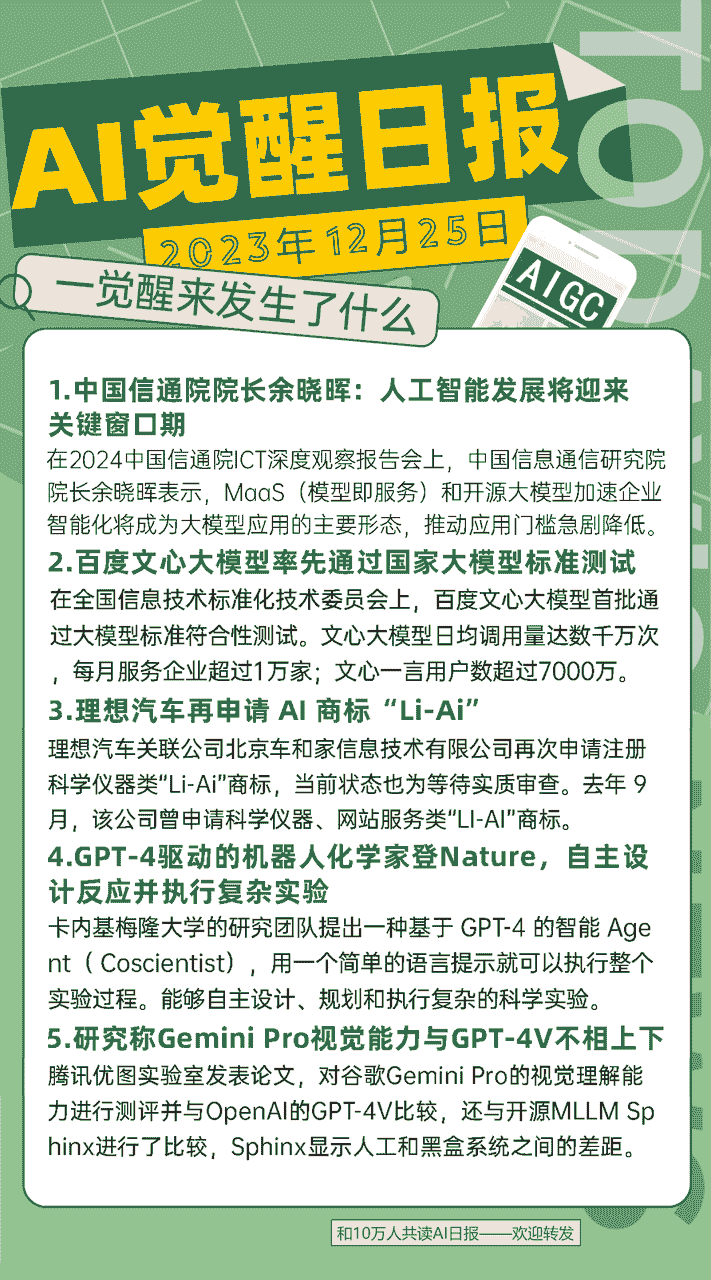 AI觉醒日报
2023年12月25日
AIGC
一觉醒来发生了什么
1.中国信通院院长余晓晖：人工智能发展将迎来
关键窗口期
在2024中国信通院ICT深度观察报告会上，中国信息通信研究院
院长余晓晖表示，MaaS（模型即服务）和开源大模型加速企业
智能化将成为大模型应用的主要形态，推动应用门槛急剧降低。
2.百度文心大模型率先通过国家大模型标准测试
在全国信息技术标准化技术委员会上，百度文心大模型首批通
过大模型标准符合性测试。文心大模型日均调用量达数千万次
，每月服务企业超过1万家；文心一言用户数超过7000万。
3.理想汽车再申请 AI 商标“Li-Ai”
理想汽车关联公司北京车和家信息技术有限公司再次申请注册
科学仪器类“Li-Ai”商标，当前状态也为等待实质审查。去年 9
月，该公司曾申请科学仪器、网站服务类“LI-AI”商标。
4.GPT-4驱动的机器人化学家登Nature，自主设
计反应并执行复杂实验
卡内基梅隆大学的研究团队提出一种基于 GPT-4 的智能 Age
nt（ Coscientist），用一个简单的语言提示就可以执行整个
实验过程。能够自主设计、规划和执行复杂的科学实验。
5.研究称Gemini Pro视觉能力与GPT-4V不相上下
腾讯优图实验室发表论文，对谷歌Gemini Pro的视觉理解能
力进行测评并与OpenAI的GPT-4V比较，还与开源MLLM Sp
hinx进行了比较，Sphinx显示人工和黑盒系统之间的差距。
和10万人共读AI日报——欢迎转发